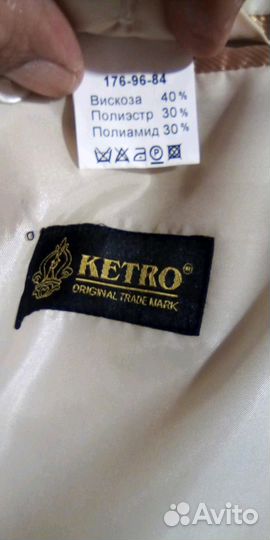 176-96-84
Вискоза 40%
Полиэстр 30%
Полиамид 30%
KETRO®
ORIGINAL TRADE MARK
Avito